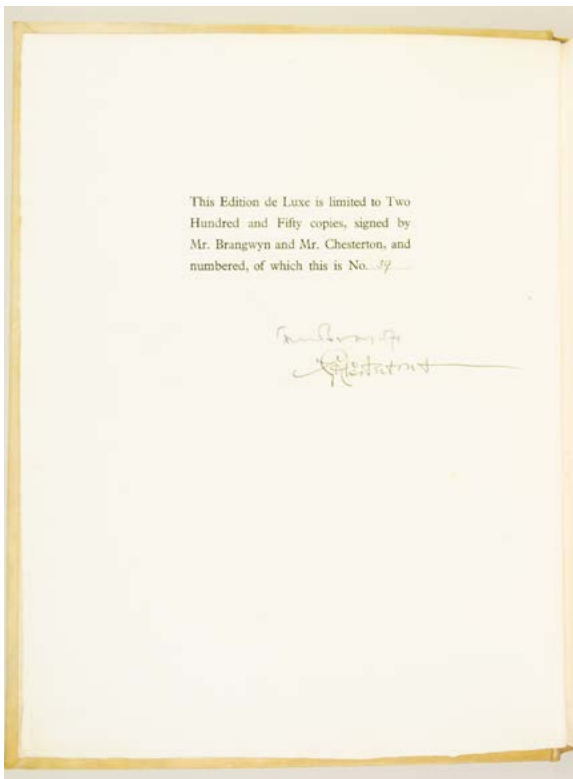 This Edition de Luxe is limited to Two
Hundred and Fifty copies, signed by
Mr. Brangwyn and Mr. Chesterton, and
numbered, of which this is No. 39